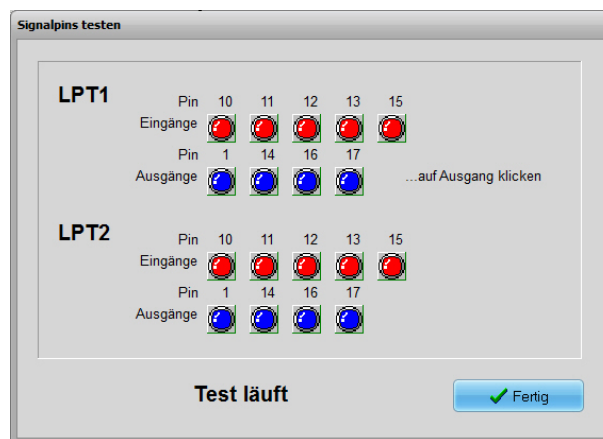 Signalpins testen
LPT1
Pin 10 11 12 13 15
Eingänge
Pin 1 14 16 17
Ausgänge ...auf Ausgang klicken
LPT2
Pin 10 11 12 13 15
Eingänge
Pin 1 14 16 17
Ausgänge
Test läuft
Fertig